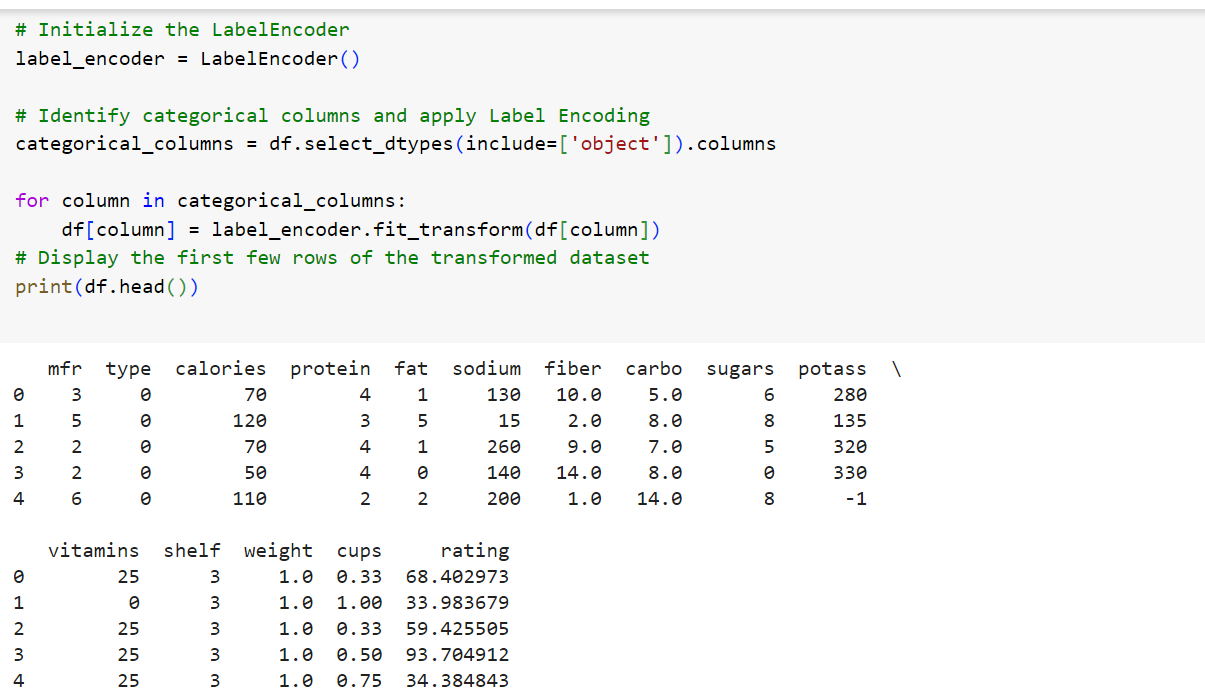 # Initialize the LabelEncoder
label_encoder = LabelEncoder()
# Identify categorical columns and apply Label Encoding
categorical_columns = df.select_dtypes(include=['object']).columns
for column in categorical_columns:
    df[column] = label_encoder.fit_transform(df[column])
# Display the first few rows of the transformed dataset
print(df.head())
   mfr  type  calories  protein  fat  sodium  fiber  carbo  sugars  potass  \
0    3     0        70        4    1     130   10.0    5.0       6     280
1    5     0       120        3    5      15    2.0    8.0       8     135
2    2     0        70        4    1     260    9.0    7.0       5     320
3    2     0        50        4    0     140   14.0    8.0       0     330
4    6     0       110        2    2     200    1.0   14.0       8      -1
   vitamins  shelf  weight  cups     rating
0        25      3     1.0  0.33  68.402973
1         0      3     1.0  1.00  33.983679
2        25      3     1.0  0.33  59.425505
3        25      3     1.0  0.50  93.704912
4        25      3     1.0  0.75  34.384843